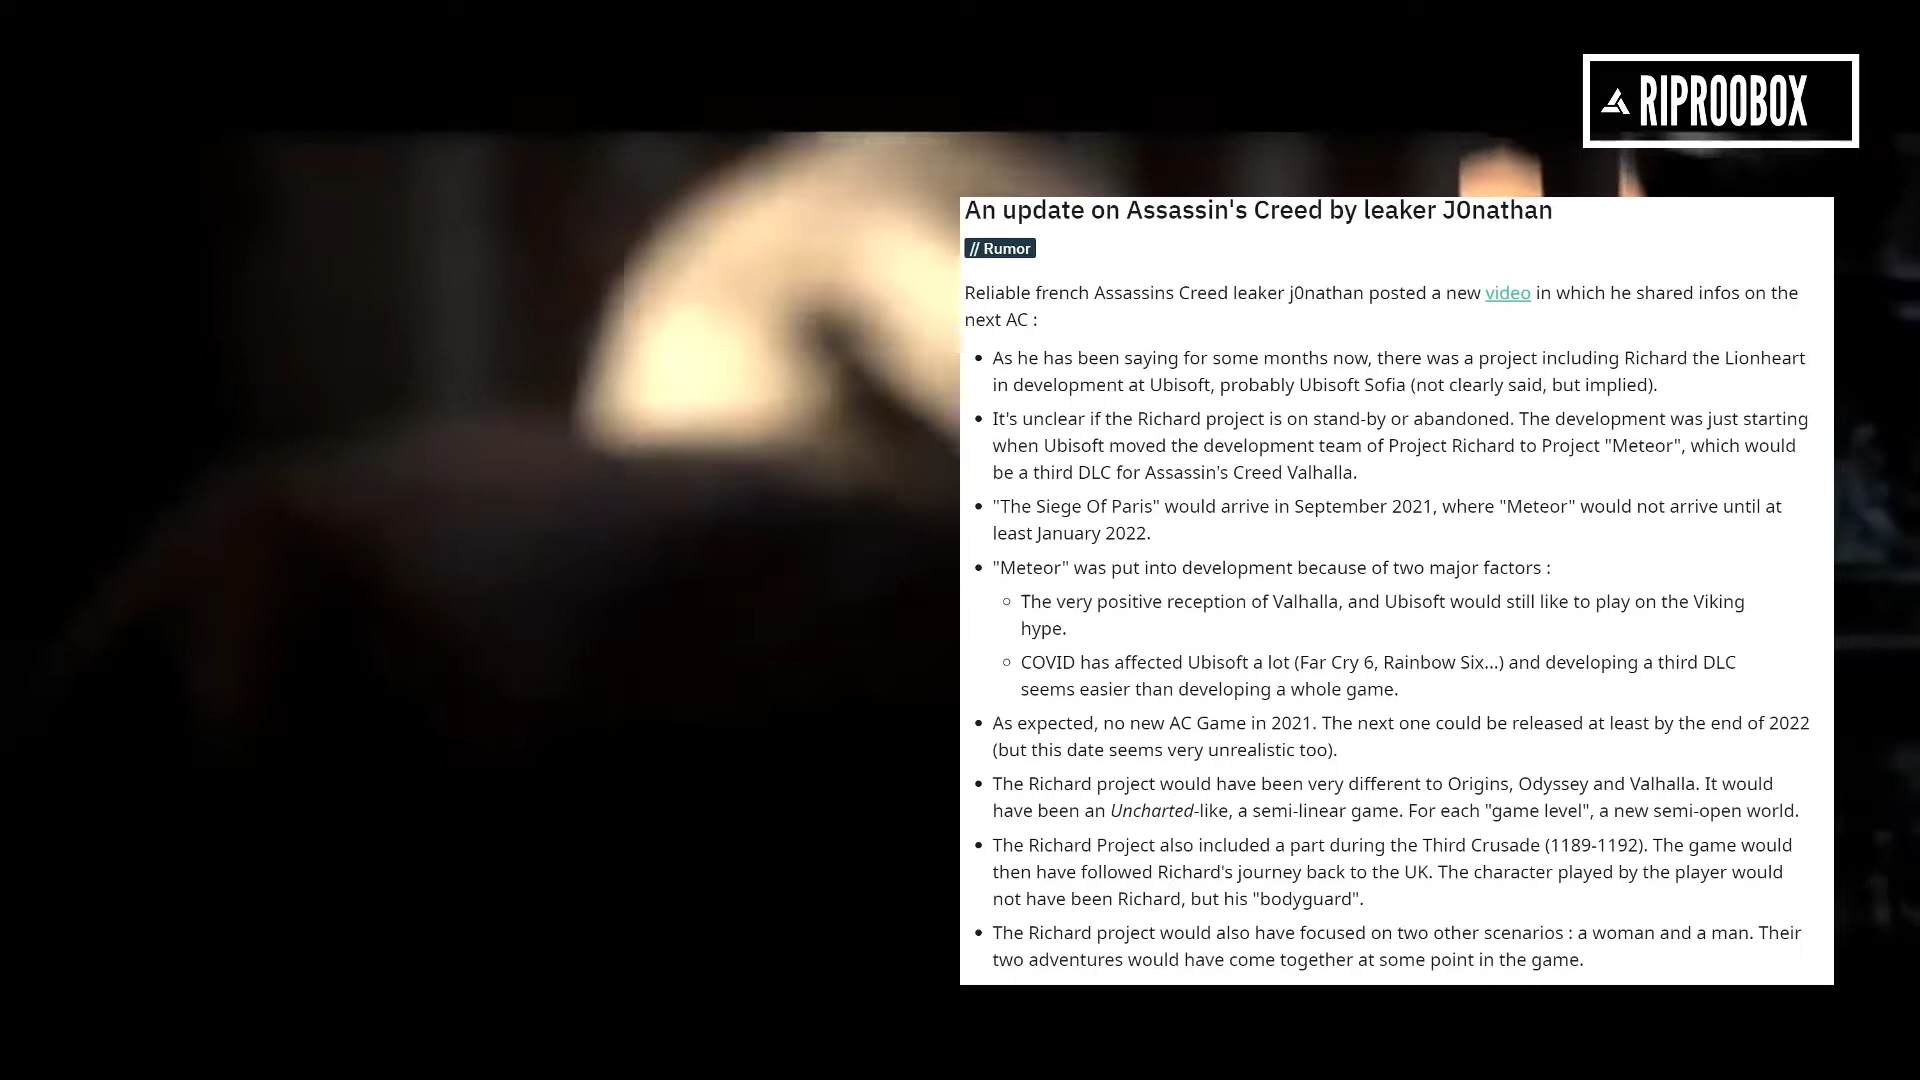 RIPROOBOX
An update on Assassin's Creed by leaker J0nathan
// Rumor
Reliable french Assassins Creed leaker j0nathan posted a new video in which he shared infos on the
next AC :
• As he has been saying for some months now, there was a project including Richard the Lionheart
in development at Ubisoft, probably Ubisoft Sofia (not clearly said, but implied).
• It's unclear if the Richard project is on stand-by or abandoned. The development was just starting
when Ubisoft moved the development team of Project Richard to Project "Meteor", which would
be a third DLC for Assassin's Creed Valhalla.
• "The Siege Of Paris" would arrive in September 2021, where "Meteor" would not arrive until at
least January 2022.
• "Meteor" was put into development because of two major factors :
◦ The very positive reception of Valhalla, and Ubisoft would still like to play on the Viking
hype.
◦ COVID has affected Ubisoft a lot (Far Cry 6, Rainbow Six...) and developing a third DLC
seems easier than developing a whole game.
• As expected, no new AC Game in 2021. The next one could be released at least by the end of 2022
(but this date seems very unrealistic too).
• The Richard project would have been very different to Origins, Odyssey and Valhalla. It would
have been an Uncharted-like, a semi-linear game. For each "game level", a new semi-open world.
• The Richard Project also included a part during the Third Crusade (1189-1192). The game would
then have followed Richard's journey back to the UK. The character played by the player would
not have been Richard, but his "bodyguard".
• The Richard project would also have focused on two other scenarios : a woman and a man. Their
two adventures would have come together at some point in the game.